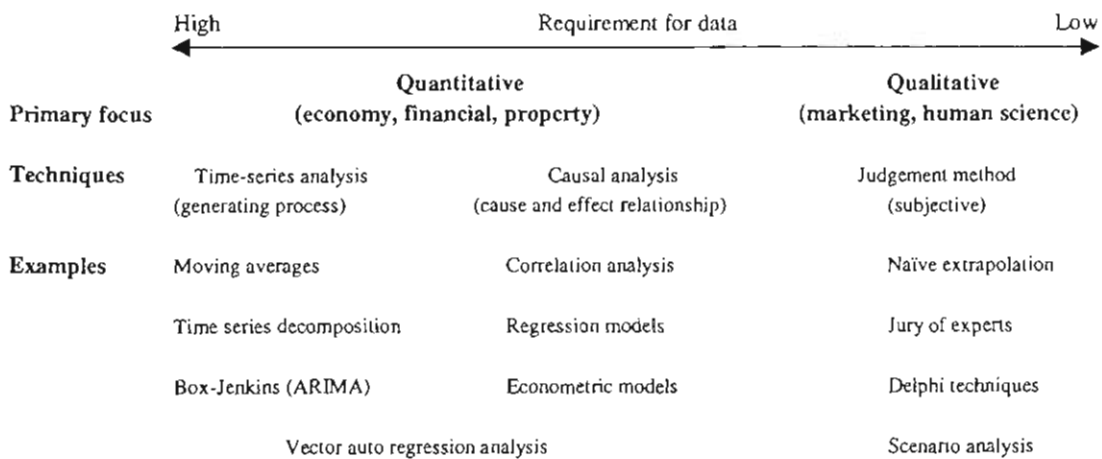 High Requirement for data Low
Quantitative Qualitative
Primary focus (economy, financial, property) (marketing, human science)
Techniques Time-series analysis Causal analysis Judgement method
(generating process) (cause and effect relationship) (subjective)
Examples Moving averages Correlation analysis Naïve extrapolation
Time series decomposition Regression models Jury of experts
Box-Jenkins (ARIMA) Econometric models Delphi techniques
Vector auto regression analysis Scenario analysis